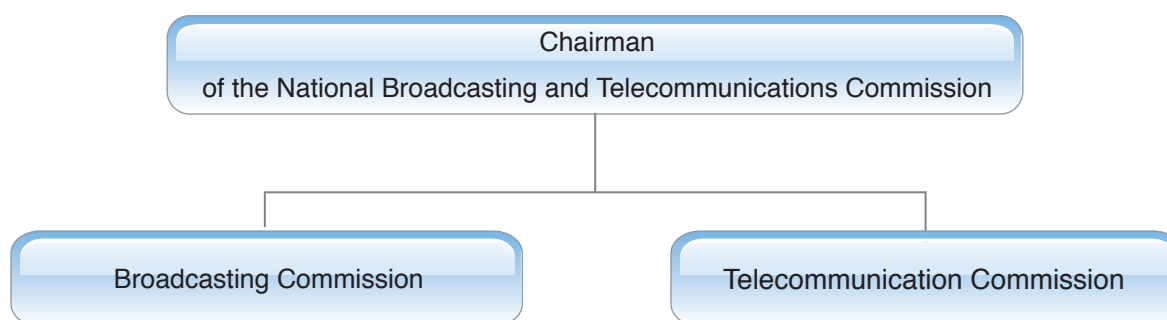 Chairman
of the National Broadcasting and Telecommunications Commission
Broadcasting Commission
Telecommunication Commission